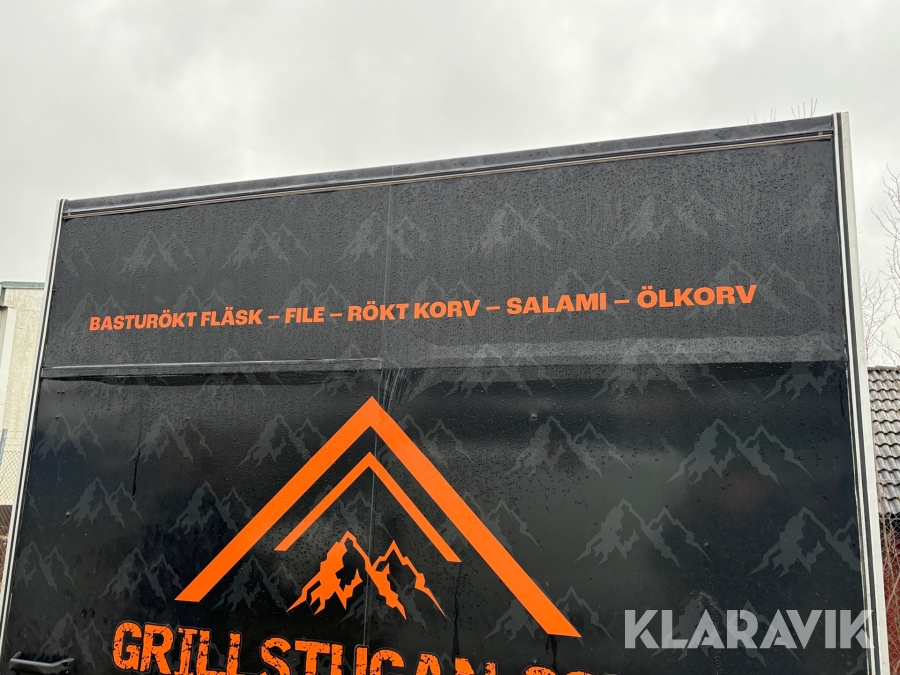 BASTURÖKT FLÄSK – FILE – RÖKT KORV – SALAMI – ÖLKORV
GRILLSTUGAN
KLARAVIK